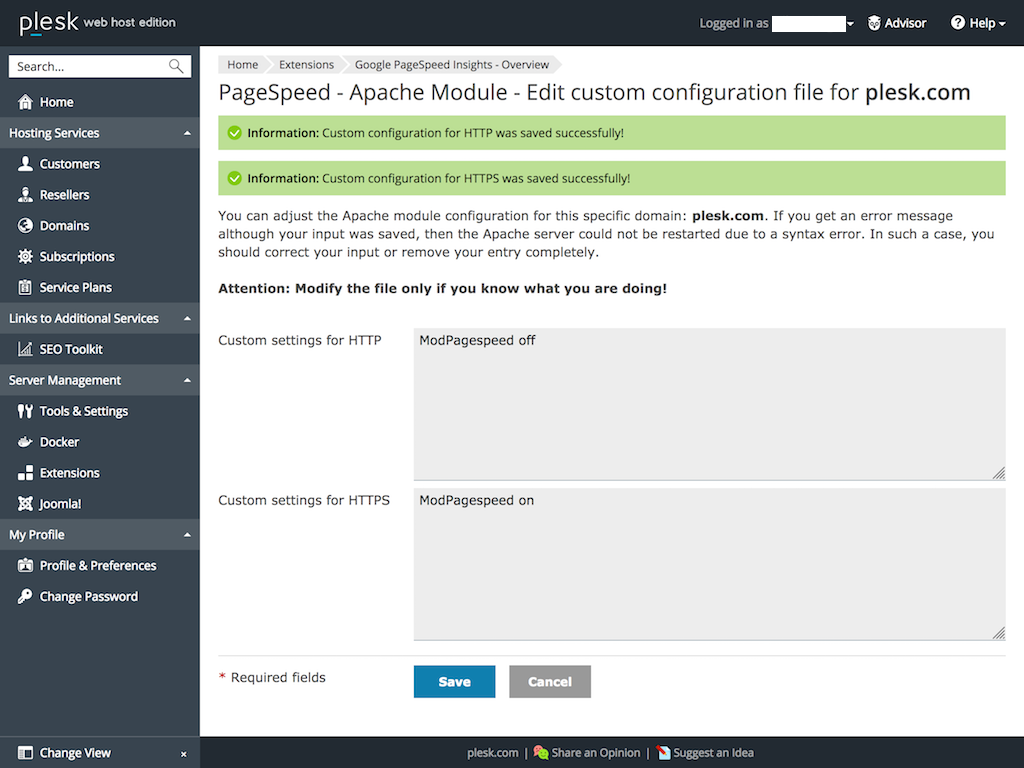 plesk web host edition
Logged in as
Advisor
Help
Search...
Home
Hosting Services
Customers
Resellers
Domains
Subscriptions
Service Plans
Links to Additional Services
SEO Toolkit
Server Management
Tools & Settings
Docker
Extensions
Joomla!
My Profile
Profile & Preferences
Change Password
Change View x
Home Extensions Google PageSpeed Insights - Overview
PageSpeed - Apache Module - Edit custom configuration file for plesk.com
Information: Custom configuration for HTTP was saved successfully!
Information: Custom configuration for HTTPS was saved successfully!
You can adjust the Apache module configuration for this specific domain: plesk.com. If you get an error message
although your input was saved, then the Apache server could not be restarted due to a syntax error. In such a case, you
should correct your input or remove your entry completely.
Attention: Modify the file only if you know what you are doing!
Custom settings for HTTP
ModPagespeed off
Custom settings for HTTPS
ModPagespeed on
* Required fields
Save
Cancel
plesk.com | Share an Opinion | Suggest an Idea